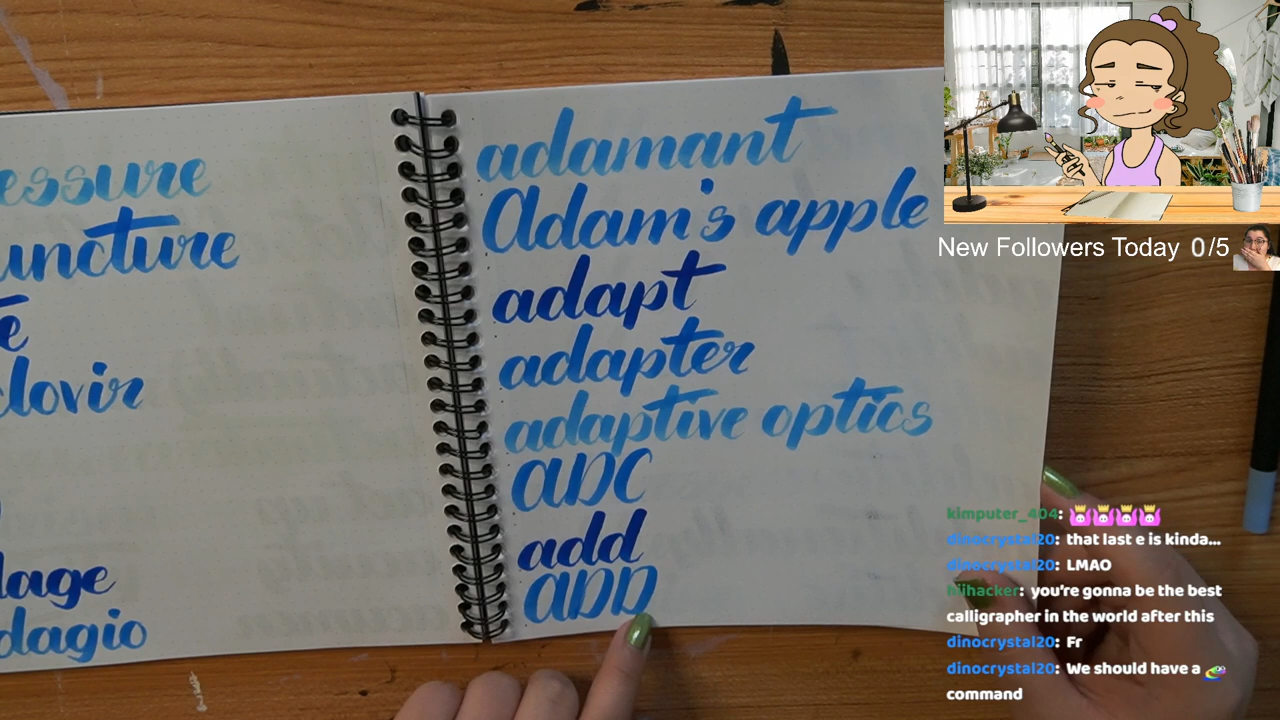 essure
uncture
e
lovir
lage
dagio
adamant
Adam's apple
adapt
adapter
adaptive optics
ADC
add
ADD
New Followers Today 0/5
kimputer_404:
dinocrystal20: that last e is kinda...
dinocrystal20: LMAO
hihacker: you're gonna be the best
calligrapher in the world after this
dinocrystal20: Fr
dinocrystal20: We should have a
command